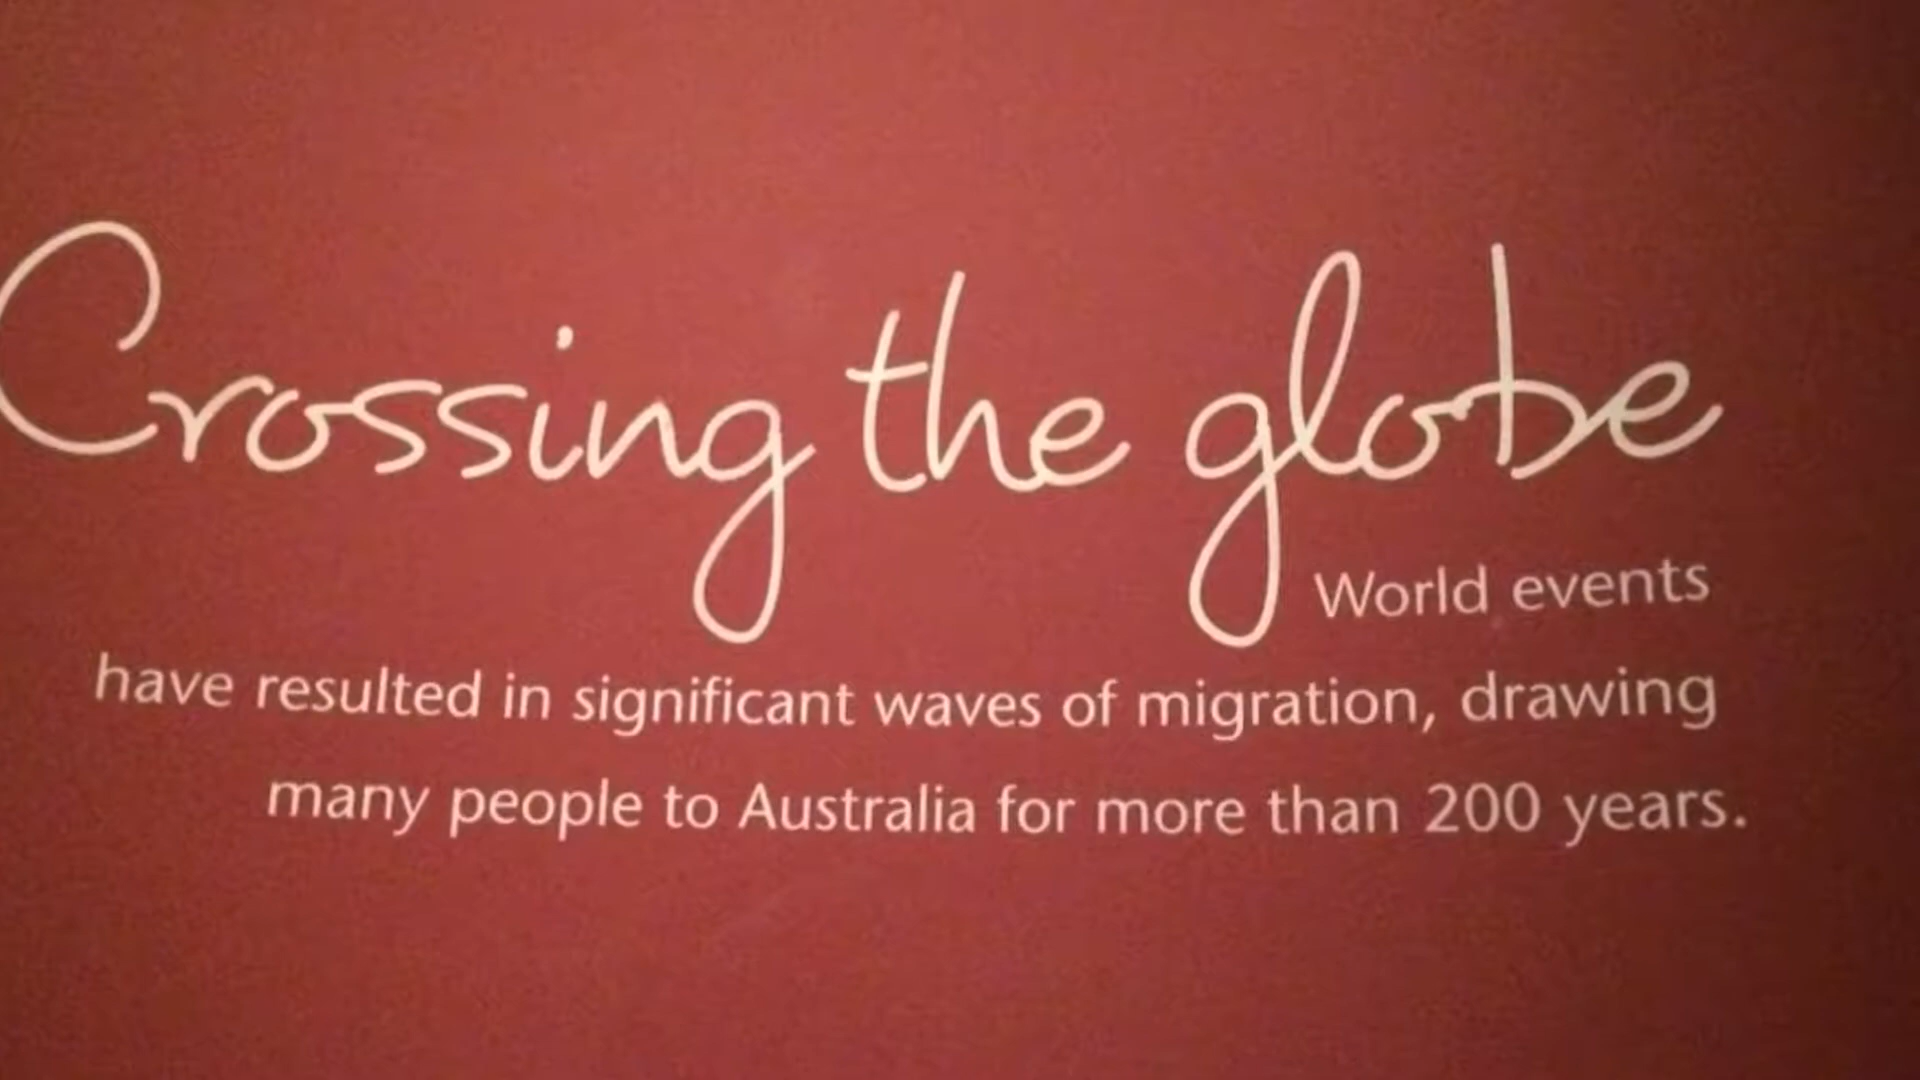 Crossing the globe
World events
have resulted in significant waves of migration, drawing
many people to Australia for more than 200 years.